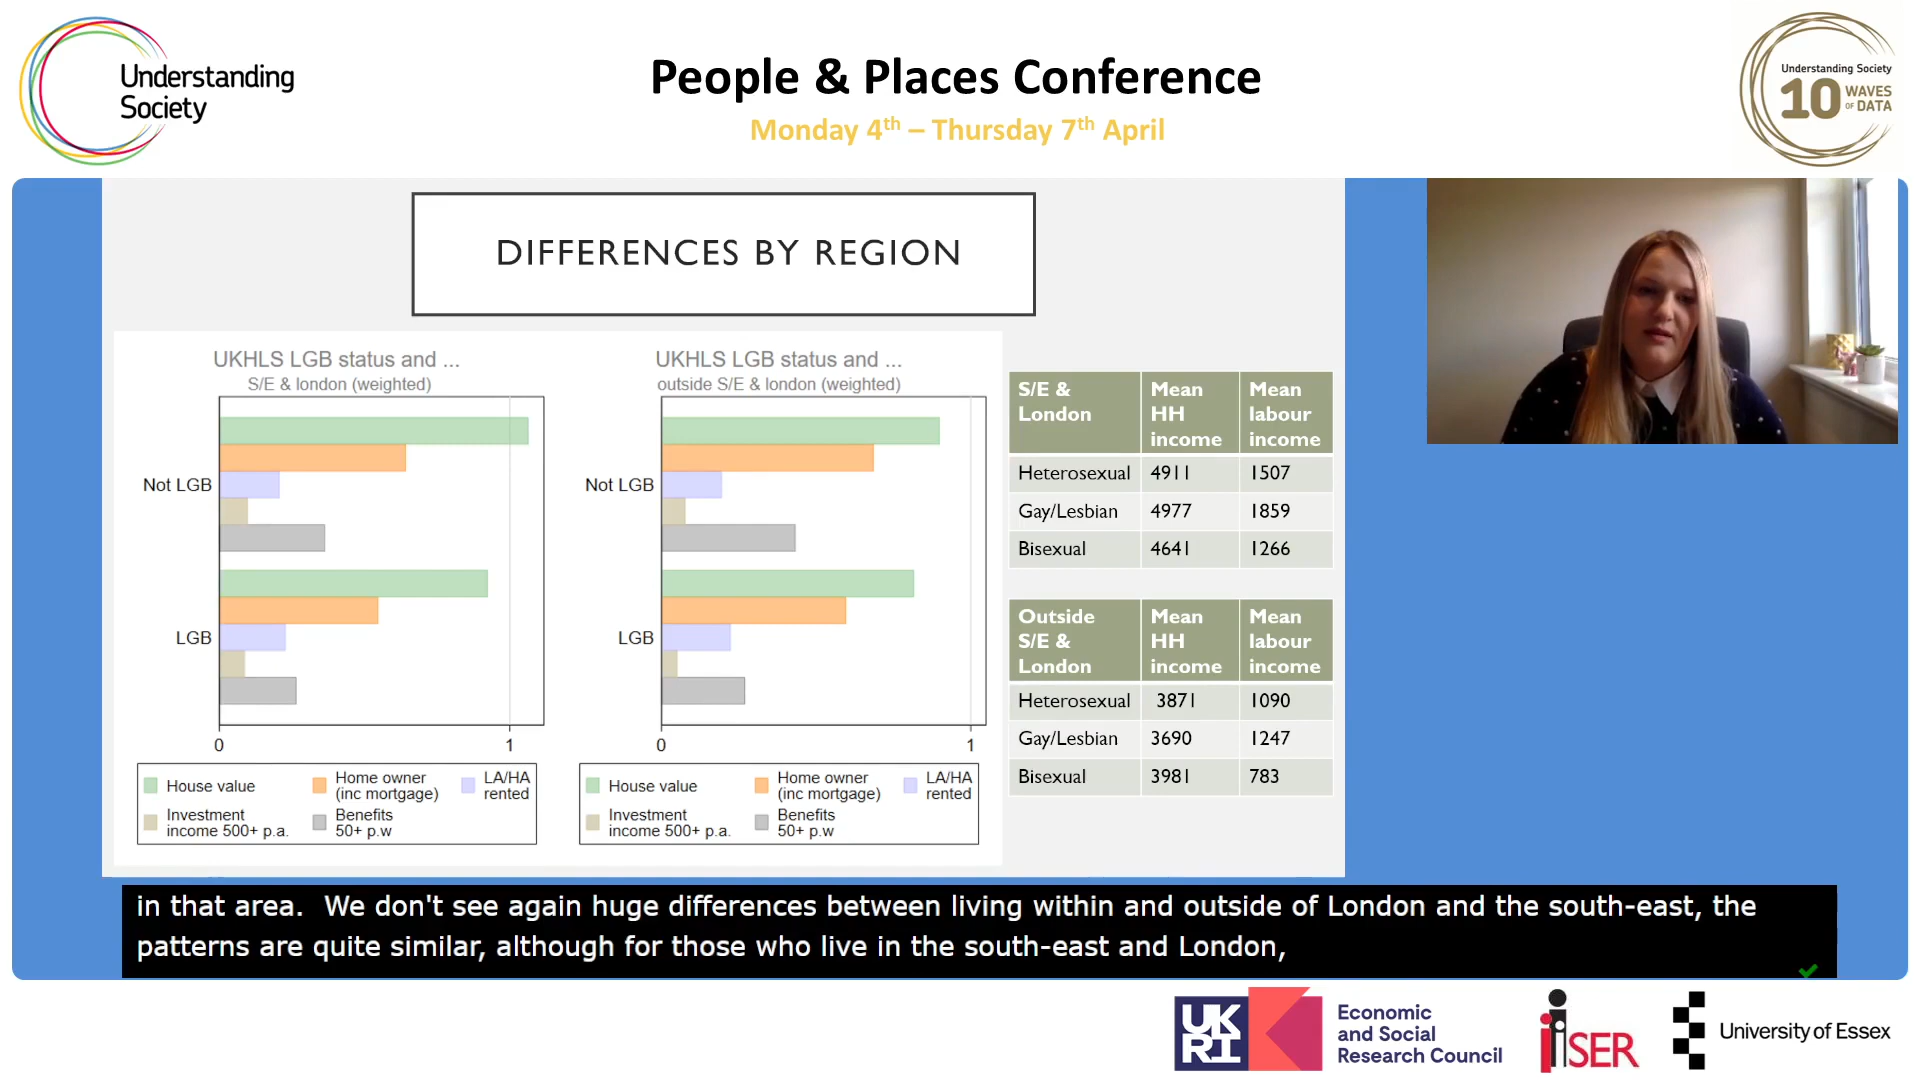 Understanding
Society
People & Places Conference
Monday 4th – Thursday 7th April
Understanding Society
10 WAVES
OF DATA
DIFFERENCES BY REGION
UKHLS LGB status and ...
S/E & london (weighted)
Not LGB
LGB
0 1
House value
Home owner
(inc mortgage)
LA/HA
rented
Investment
income 500+ p.a.
Benefits
50+ p.w
UKHLS LGB status and ...
outside S/E & london (weighted)
Not LGB
LGB
0 1
House value
Home owner
(inc mortgage)
LA/HA
rented
Investment
income 500+ p.a.
Benefits
50+ p.w
S/E & London Mean HH income Mean labour income
Heterosexual 4911 1507
Gay/Lesbian 4977 1859
Bisexual 4641 1266
Outside S/E & London Mean HH income Mean labour income
Heterosexual 3871 1090
Gay/Lesbian 3690 1247
Bisexual 3981 783
in that area. We don't see again huge differences between living within and outside of London and the south-east, the
patterns are quite similar, although for those who live in the south-east and London,
UK
RI
Economic
and Social
Research Council
iSER
University of Essex